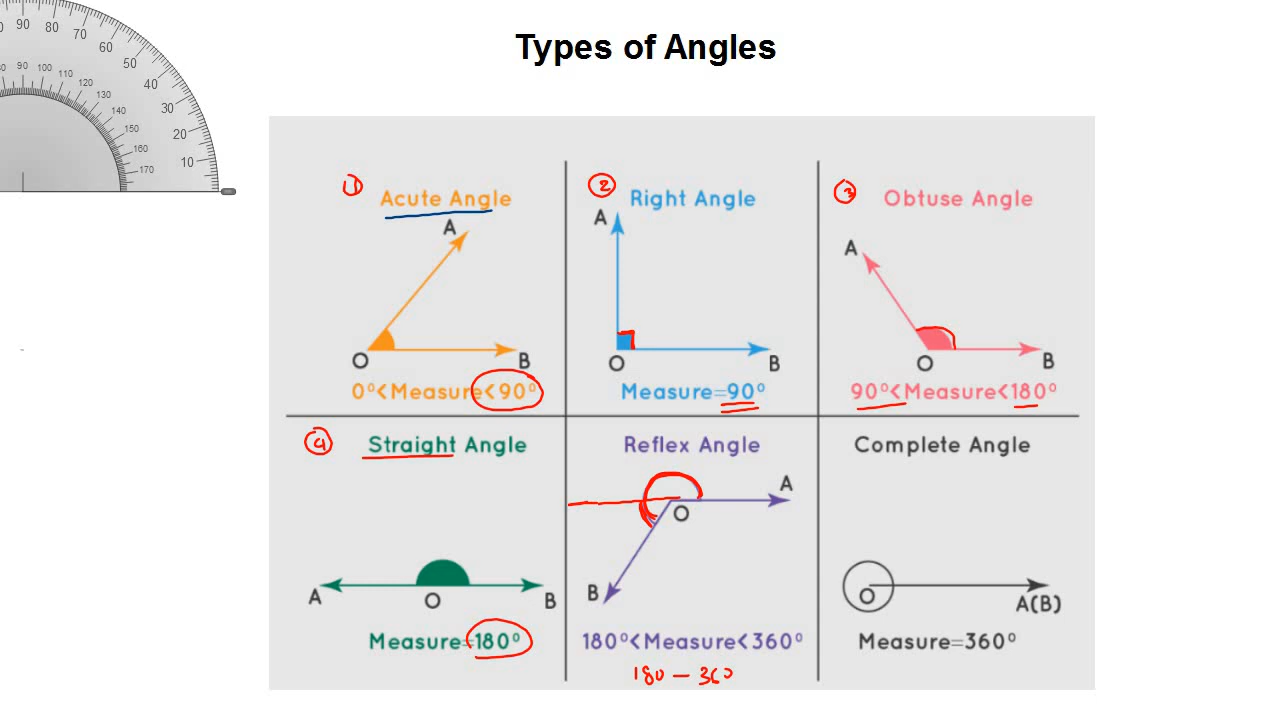 Types of Angles
90 80 70 60 50 40 30 20 10
90 100 110 120 130 140 150 160 170
① Acute Angle
A
O
B
0°<Measure<90°
② Right Angle
A
O
B
Measure=90°
③ Obtuse Angle
A
O
B
90°<Measure<180°
④ Straight Angle
A
O
B
Measure=180°
Reflex Angle
A
O
B
180°<Measure<360°
180 – 360
Complete Angle
O
A(B)
Measure=360°